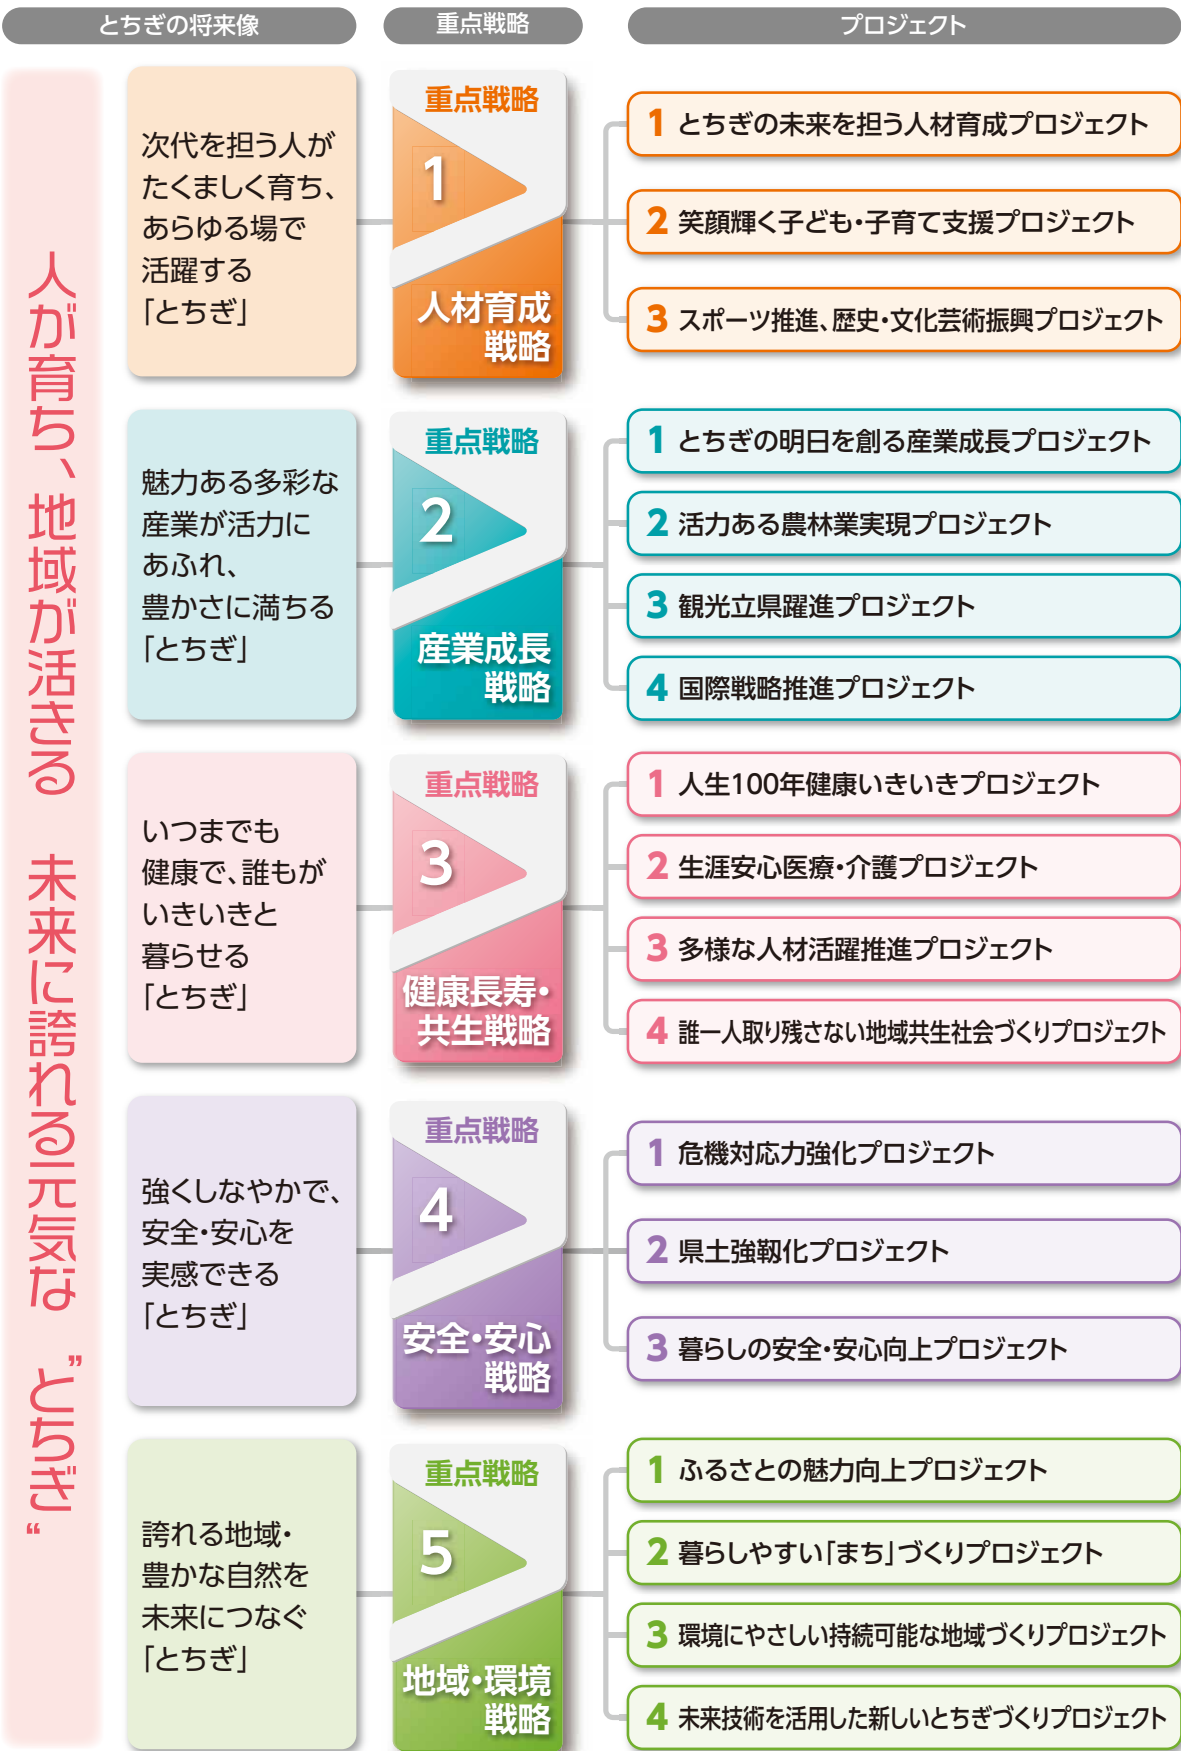 とちぎの将来像
重点戦略
プロジェクト
人が育ち、地域が活きる 未来に誇れる元気な “とちぎ”
次代を担う人が
たくましく育ち、
あらゆる場で
活躍する
「とちぎ」
重点戦略
1
人材育成
戦略
1 とちぎの未来を担う人材育成プロジェクト
2 笑顔輝く子ども・子育て支援プロジェクト
3 スポーツ推進、歴史・文化芸術振興プロジェクト
魅力ある多彩な
産業が活力に
あふれ、
豊かさに満ちる
「とちぎ」
重点戦略
2
産業成長
戦略
1 とちぎの明日を創る産業成長プロジェクト
2 活力ある農林業実現プロジェクト
3 観光立県躍進プロジェクト
4 国際戦略推進プロジェクト
いつまでも
健康で、誰もが
いきいきと
暮らせる
「とちぎ」
重点戦略
3
健康長寿・
共生戦略
1 人生100年健康いきいきプロジェクト
2 生涯安心医療・介護プロジェクト
3 多様な人材活躍推進プロジェクト
4 誰一人取り残さない地域共生社会づくりプロジェクト
強くしなやかで、
安全・安心を
実感できる
「とちぎ」
重点戦略
4
安全・安心
戦略
1 危機対応力強化プロジェクト
2 県土強靱化プロジェクト
3 暮らしの安全・安心向上プロジェクト
誇れる地域・
豊かな自然を
未来につなぐ
「とちぎ」
重点戦略
5
地域・環境
戦略
1 ふるさとの魅力向上プロジェクト
2 暮らしやすい「まち」づくりプロジェクト
3 環境にやさしい持続可能な地域づくりプロジェクト
4 未来技術を活用した新しいとちぎづくりプロジェクト